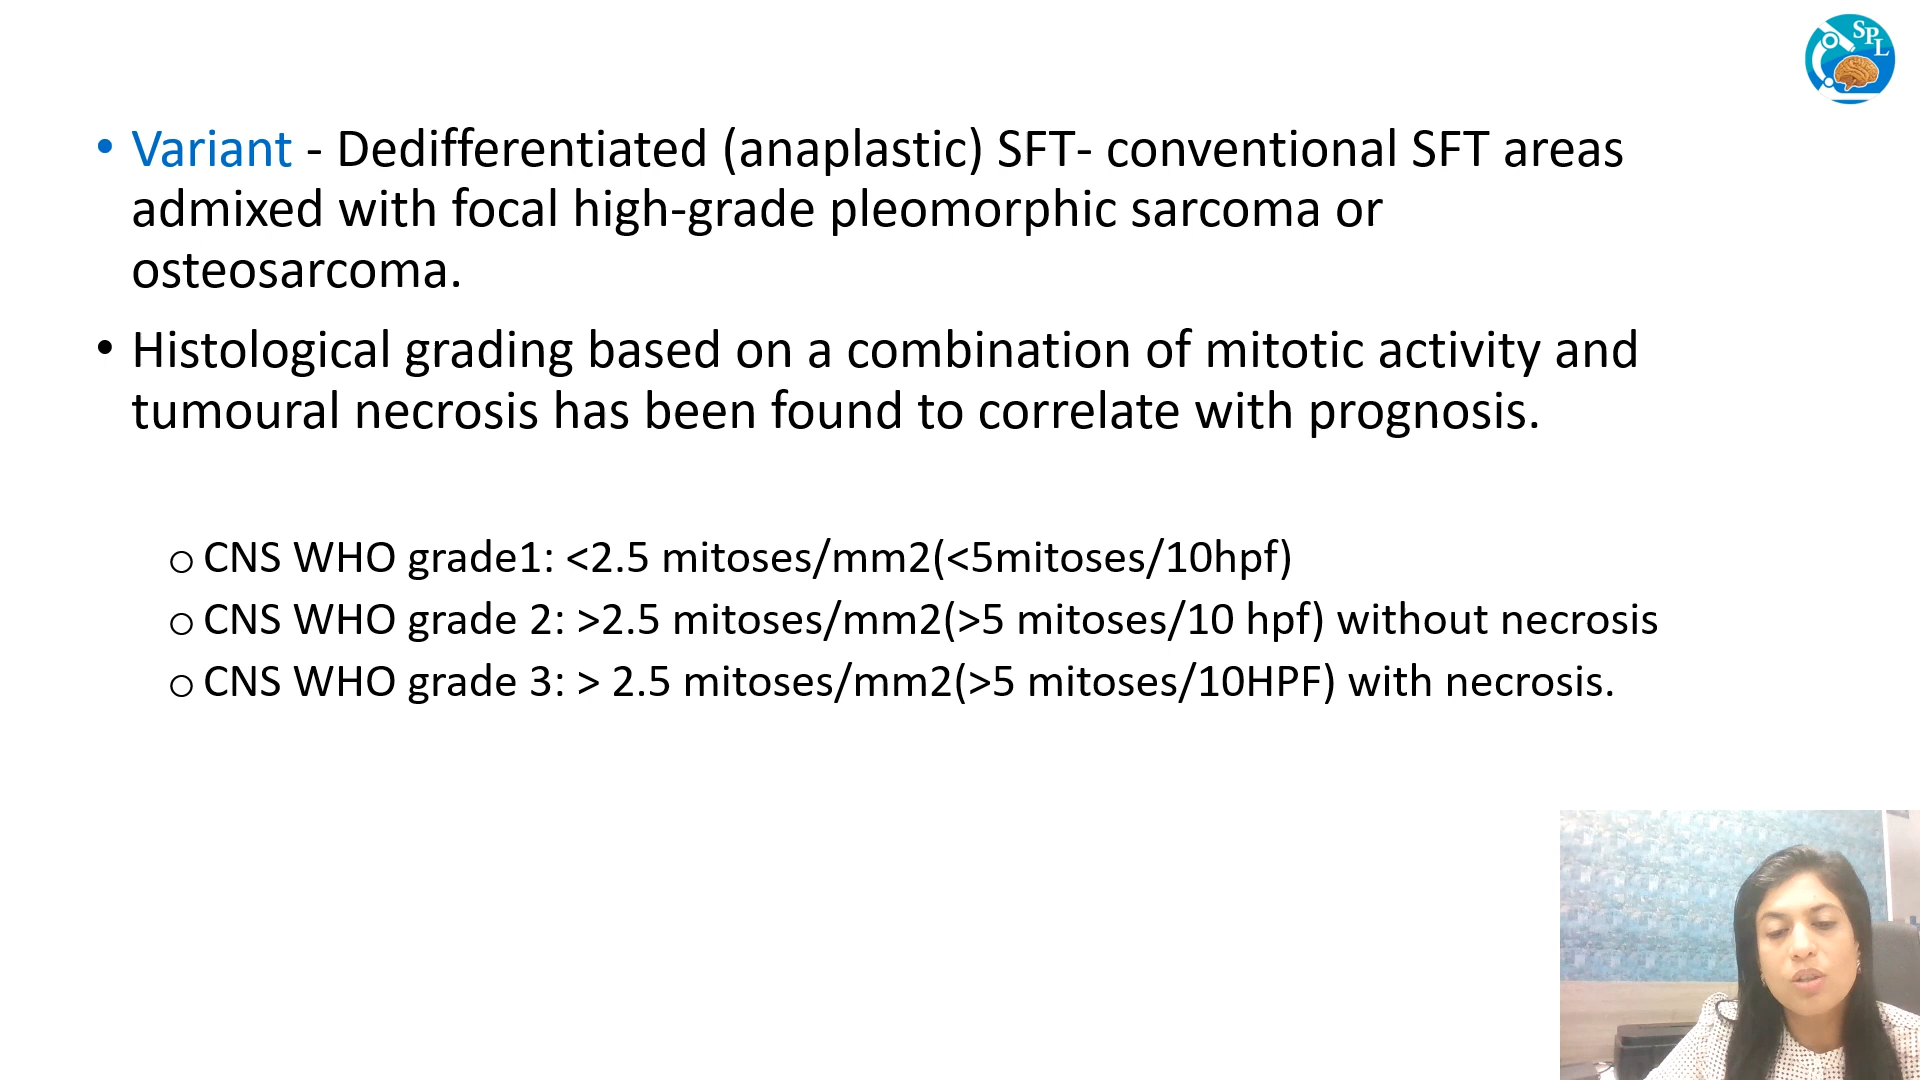 SPL
• Variant - Dedifferentiated (anaplastic) SFT- conventional SFT areas
admixed with focal high-grade pleomorphic sarcoma or
osteosarcoma.
• Histological grading based on a combination of mitotic activity and
tumoural necrosis has been found to correlate with prognosis.
o CNS WHO grade1: <2.5 mitoses/mm2(<5mitoses/10hpf)
o CNS WHO grade 2: >2.5 mitoses/mm2(>5 mitoses/10 hpf) without necrosis
o CNS WHO grade 3: > 2.5 mitoses/mm2(>5 mitoses/10HPF) with necrosis.